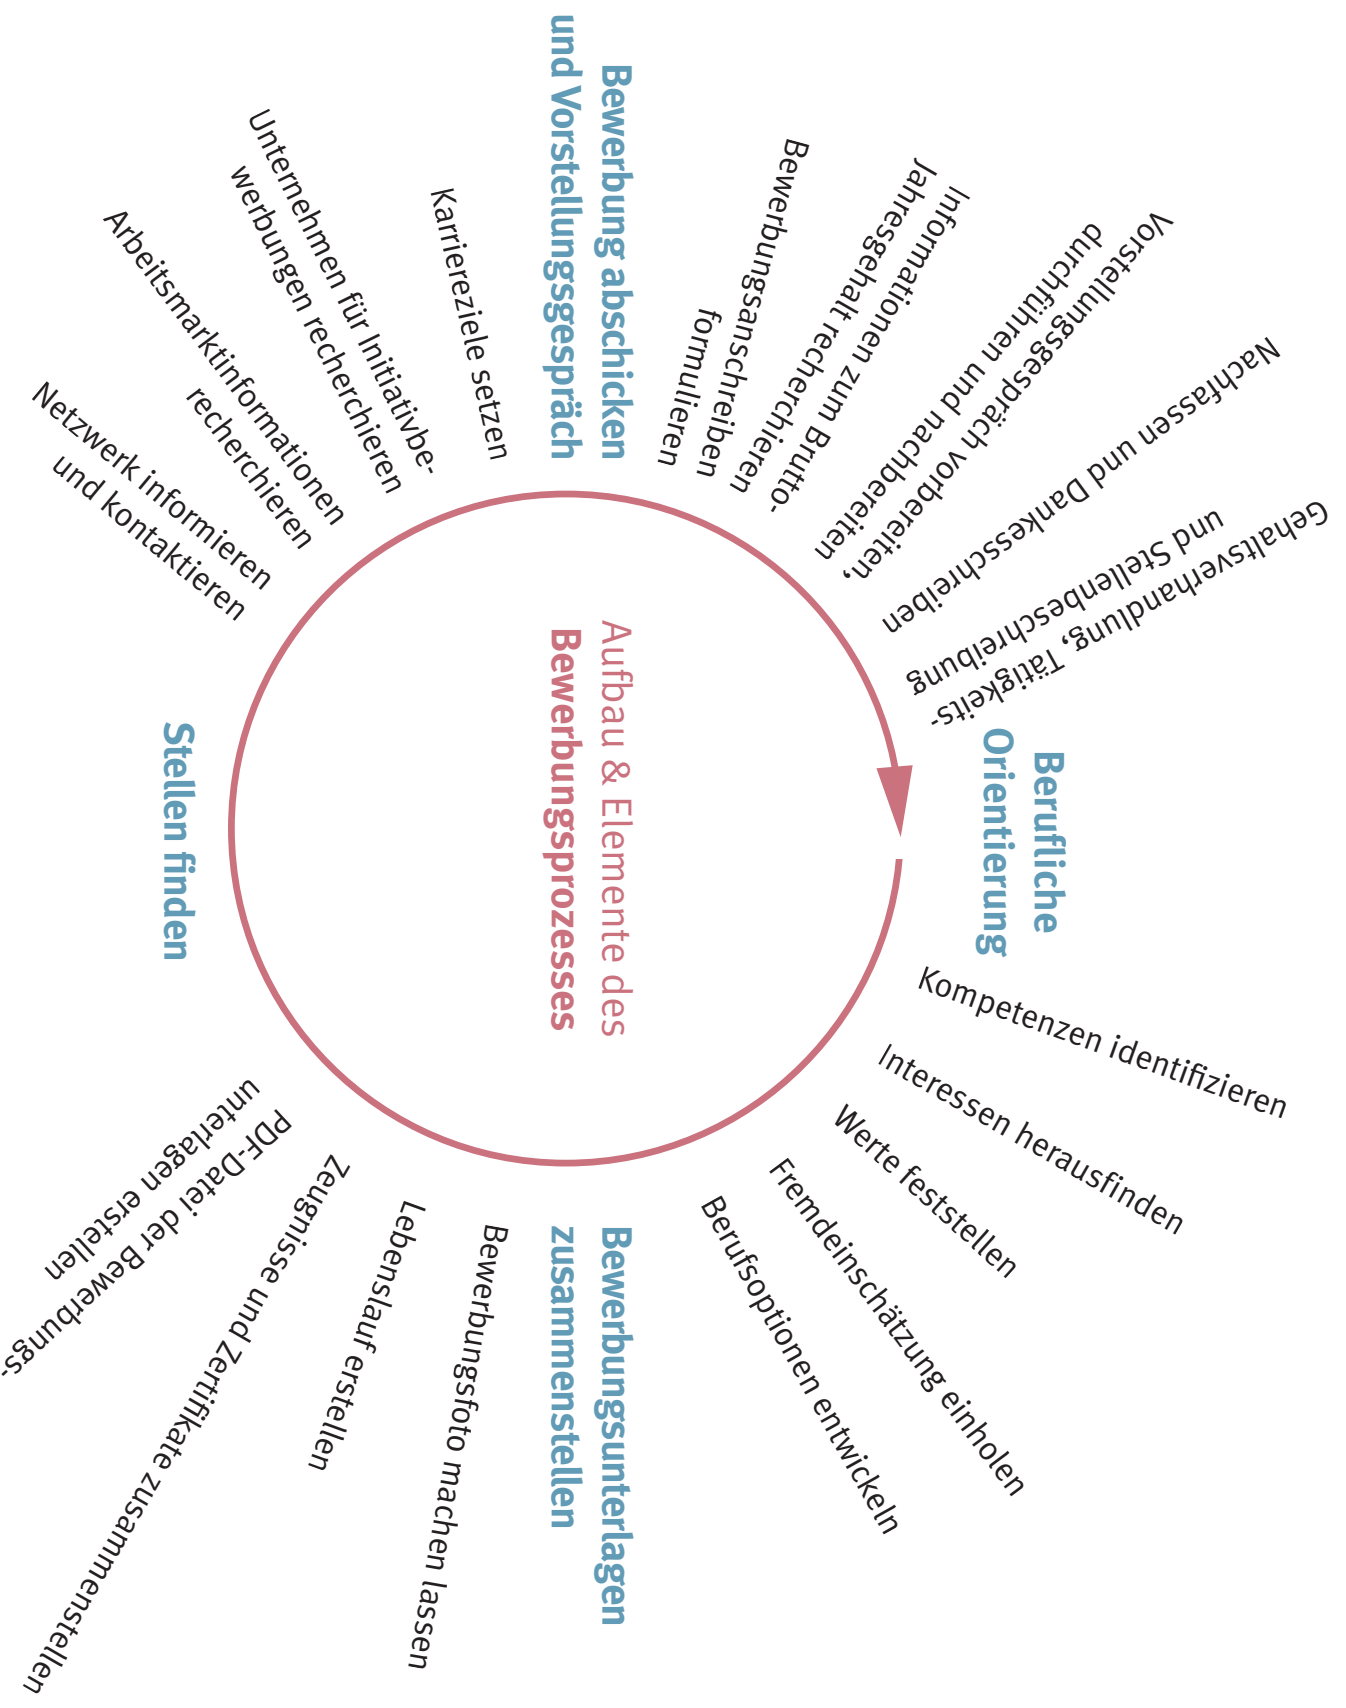 Aufbau & Elemente des
Bewerbungsprozesses
Berufliche
Orientierung
Kompetenzen identifizieren
Interessen herausfinden
Werte feststellen
Fremdeinschätzung einholen
Berufsoptionen entwickeln
Bewerbungsunterlagen
zusammenstellen
Bewerbungsfoto machen lassen
Lebenslauf erstellen
Zeugnisse und Zertifikate zusammenstellen
PDF-Datei der Bewerbungs-
unterlagen erstellen
Stellen finden
Netzwerk informieren
und kontaktieren
Arbeitsmarktinformationen
recherchieren
Unternehmen für Initiativbe-
werbungen recherchieren
Karriereziele setzen
Bewerbung abschicken
und Vorstellungsgespräch
Bewerbungsanschreiben
formulieren
Informationen zum Brutto-
Jahresgehalt recherchieren
Vorstellungsgespräch vorbereiten,
durchführen und nachbereiten
Nachfassen und Dankesschreiben
Gehaltsverhandlung, Tätigkeits-
und Stellenbeschreibung